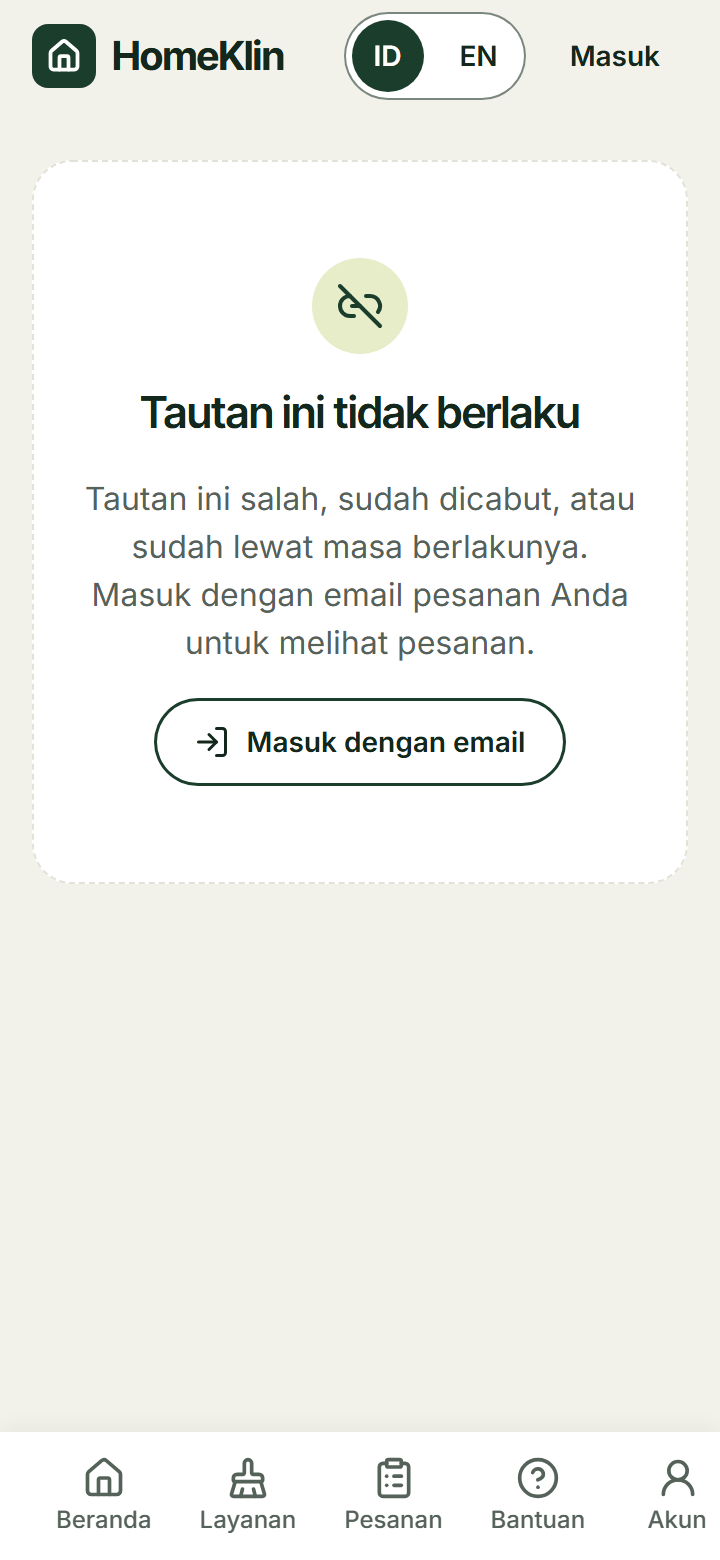 HomeKlin
ID
EN
Masuk
Tautan ini tidak berlaku
Tautan ini salah, sudah dicabut, atau
sudah lewat masa berlakunya.
Masuk dengan email pesanan Anda
untuk melihat pesanan.
Masuk dengan email
Beranda
Layanan
Pesanan
Bantuan
Akun